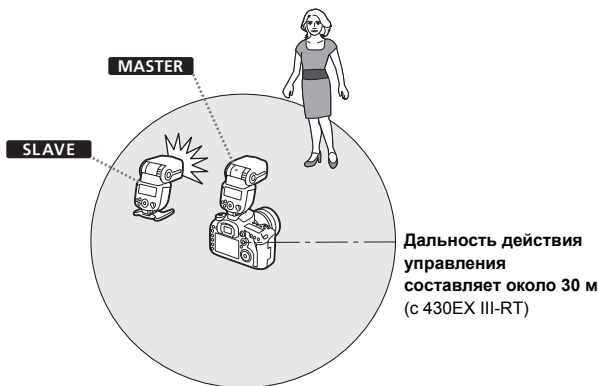 MASTER
SLAVE
Дальность действия
управления
составляет около 30 м
(с 430EX III-RT)